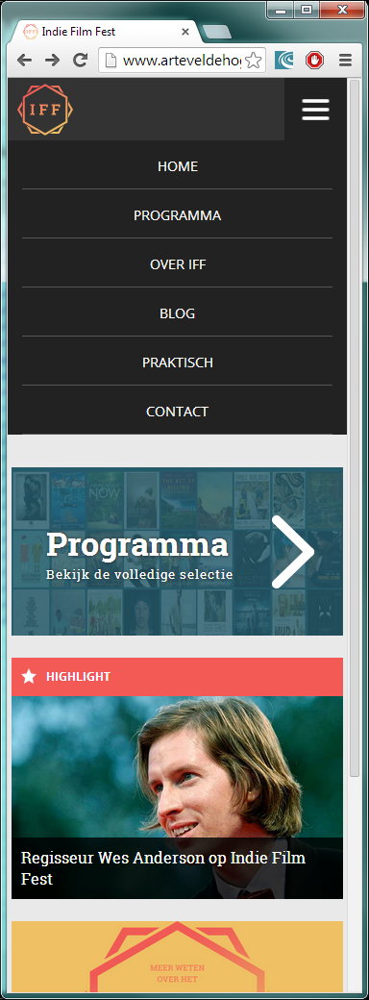 Indie Film Fest
www.arteveldehog
IFF
HOME
PROGRAMMA
OVER IFF
BLOG
PRAKTISCH
CONTACT
Programma
Bekijk de volledige selectie
HIGHLIGHT
Regisseur Wes Anderson op Indie Film
Fest
MEER WETEN
OVER HET